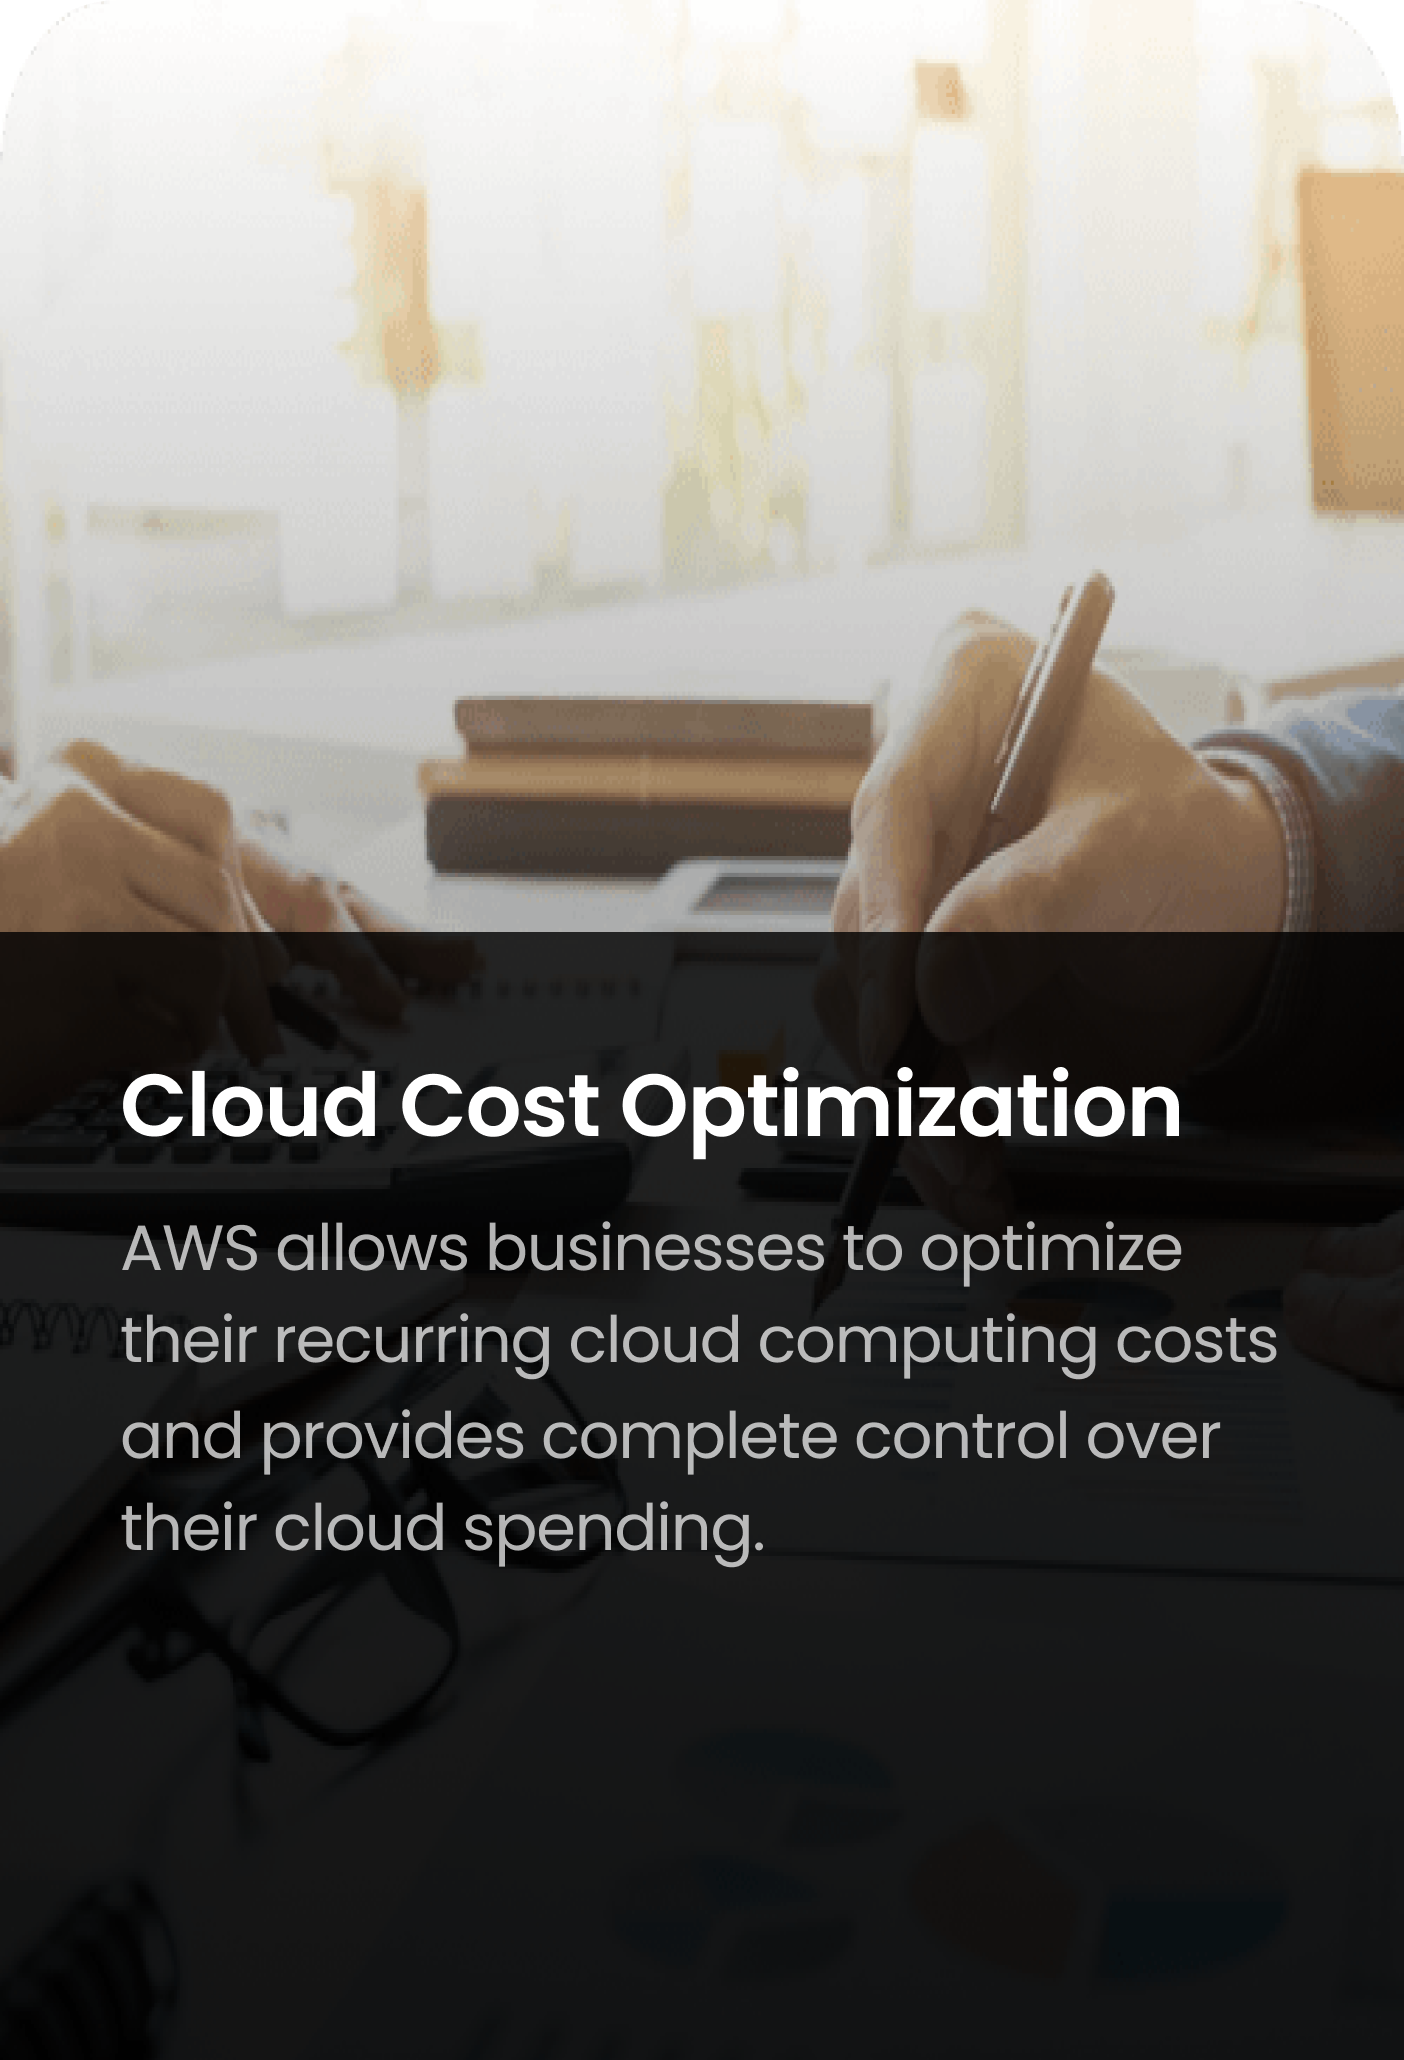 Cloud Cost Optimization
AWS allows businesses to optimize
their recurring cloud computing costs
and provides complete control over
their cloud spending.